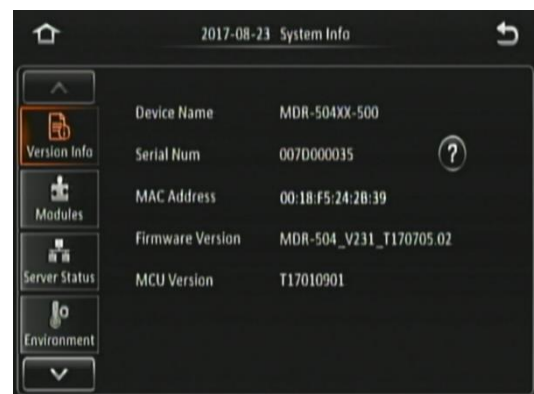 2017-08-23 System Info
Version Info
Modules
Server Status
Environment
Device Name MDR-504XX-500
Serial Num 007D000035
?
MAC Address 00:18:F5:24:2B:39
Firmware Version MDR-504_V231_T170705.02
MCU Version T17010901